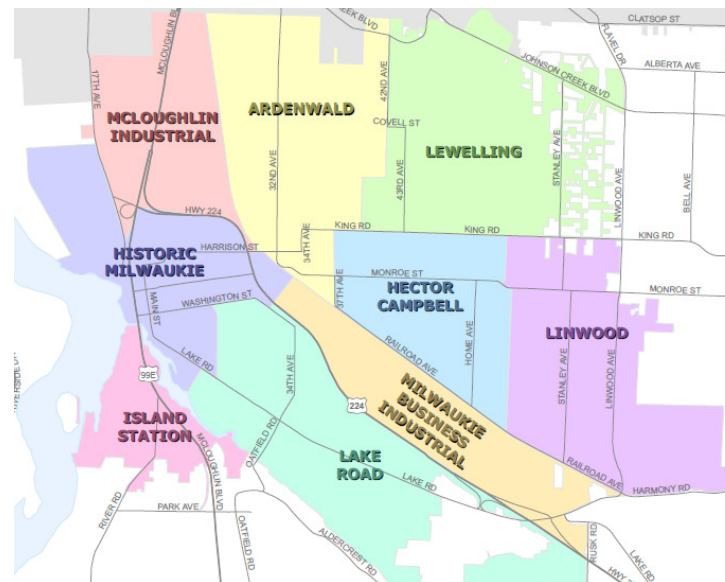 CREEK BLVD
CLATSOP ST
MCLOUGHLIN
17TH AVE
FLAVEL DR
JOHNSON CREEK BLVD
ALBERTA AVE
42ND AVE
ARDENWALD
MCLOUGHLIN
INDUSTRIAL
COVELL ST
LEWELLING
32ND AVE
43RD AVE
STANLEY AVE
LINWOOD AVE
BELL AVE
HWY 224
KING RD
KING RD
KING RD
34TH AVE
HARRISON ST
HISTORIC
MILWAUKIE
MONROE ST
MONROE ST
37TH AVE
HECTOR
CAMPBELL
MAIN ST
WASHINGTON ST
LINWOOD
HOME AVE
RAILROAD AVE
STANLEY AVE
LINWOOD AVE
LAKE RD
34TH AVE
RIVERSIDE
99E
224
MILWAUKIE
BUSINESS
INDUSTRIAL
ISLAND
STATION
MCLOUGHLIN BLVD
OATFIELD RD
LAKE
ROAD
LAKE RD
RAILROAD AVE
HARMONY RD
RIVER RD
PARK AVE
OATFIELD RD
ALDERCREST RD
RUSK RD
LAKE RD
HWY